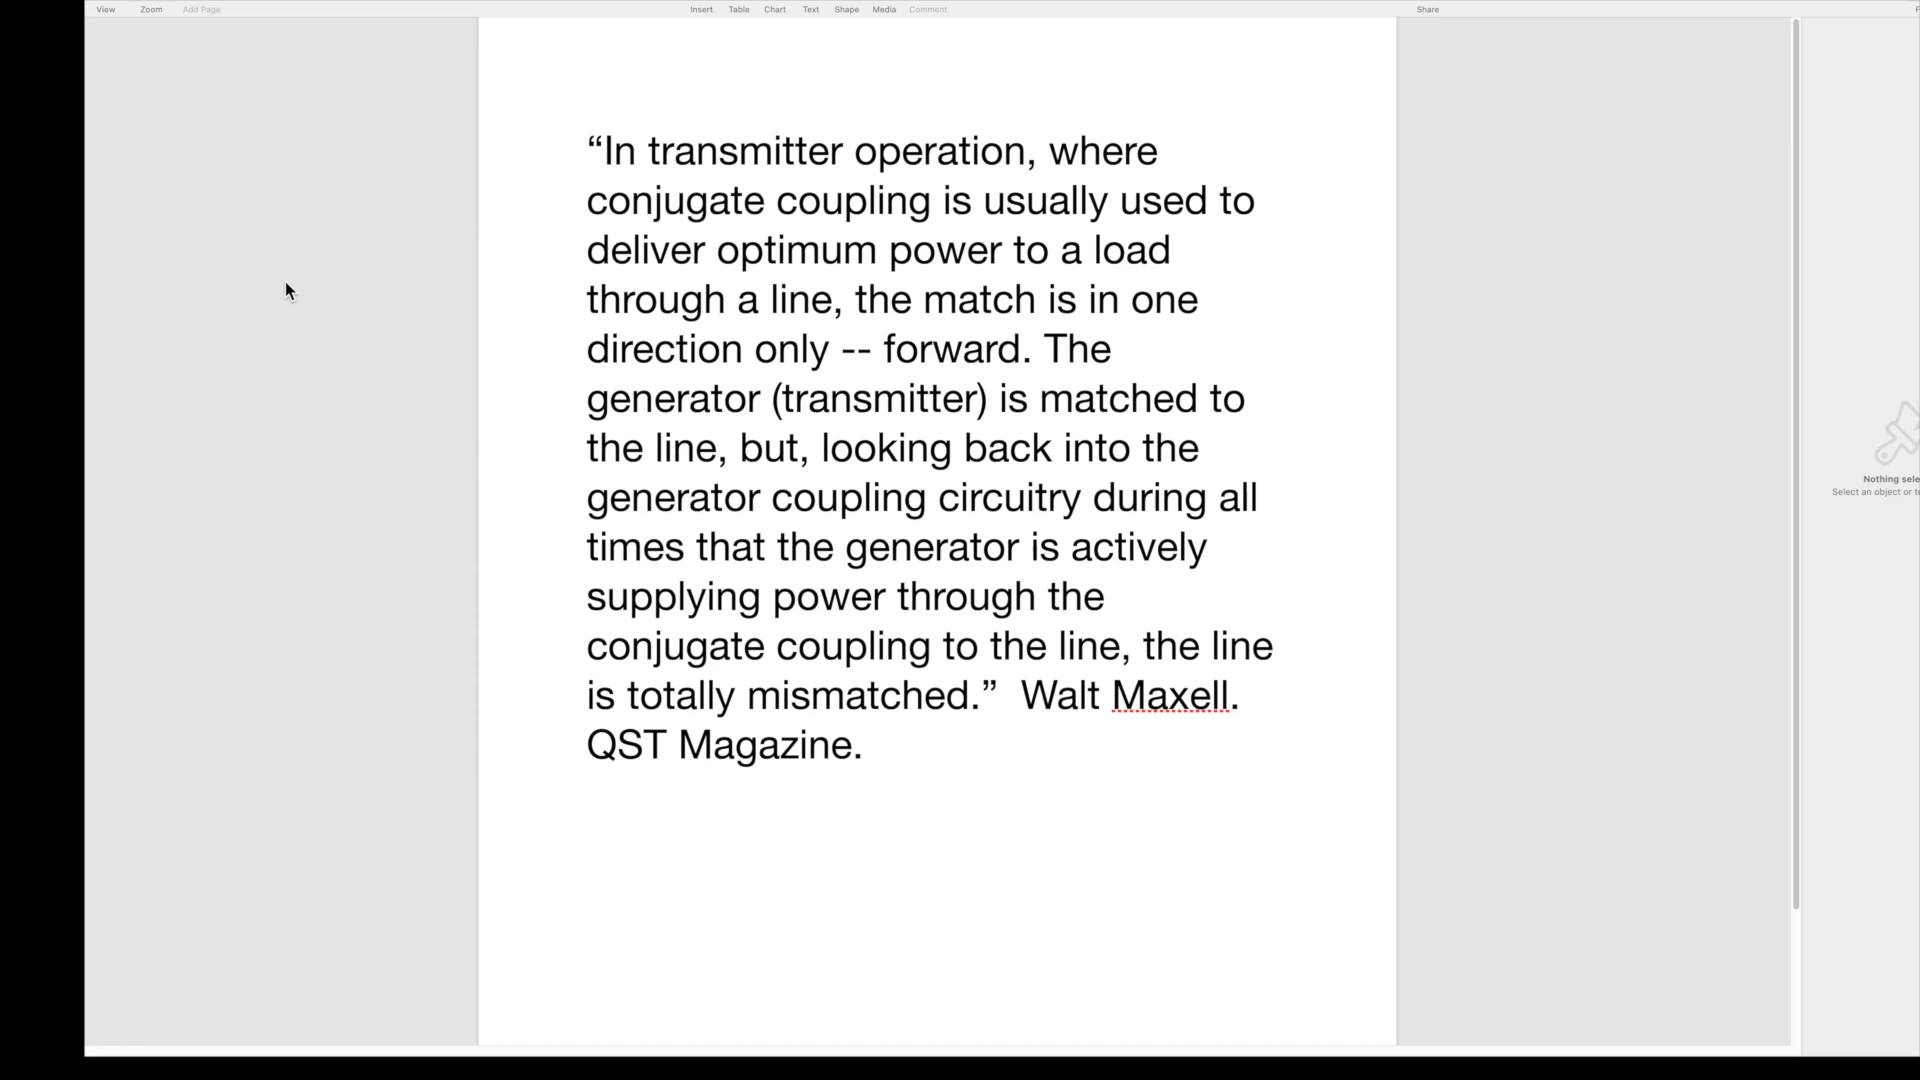 View Zoom Add Page Insert Table Chart Text Shape Media Comment Share
“In transmitter operation, where
conjugate coupling is usually used to
deliver optimum power to a load
through a line, the match is in one
direction only -- forward. The
generator (transmitter) is matched to
the line, but, looking back into the
generator coupling circuitry during all
times that the generator is actively
supplying power through the
conjugate coupling to the line, the line
is totally mismatched.”  Walt Maxell.
QST Magazine.
Nothing sele
Select an object or te